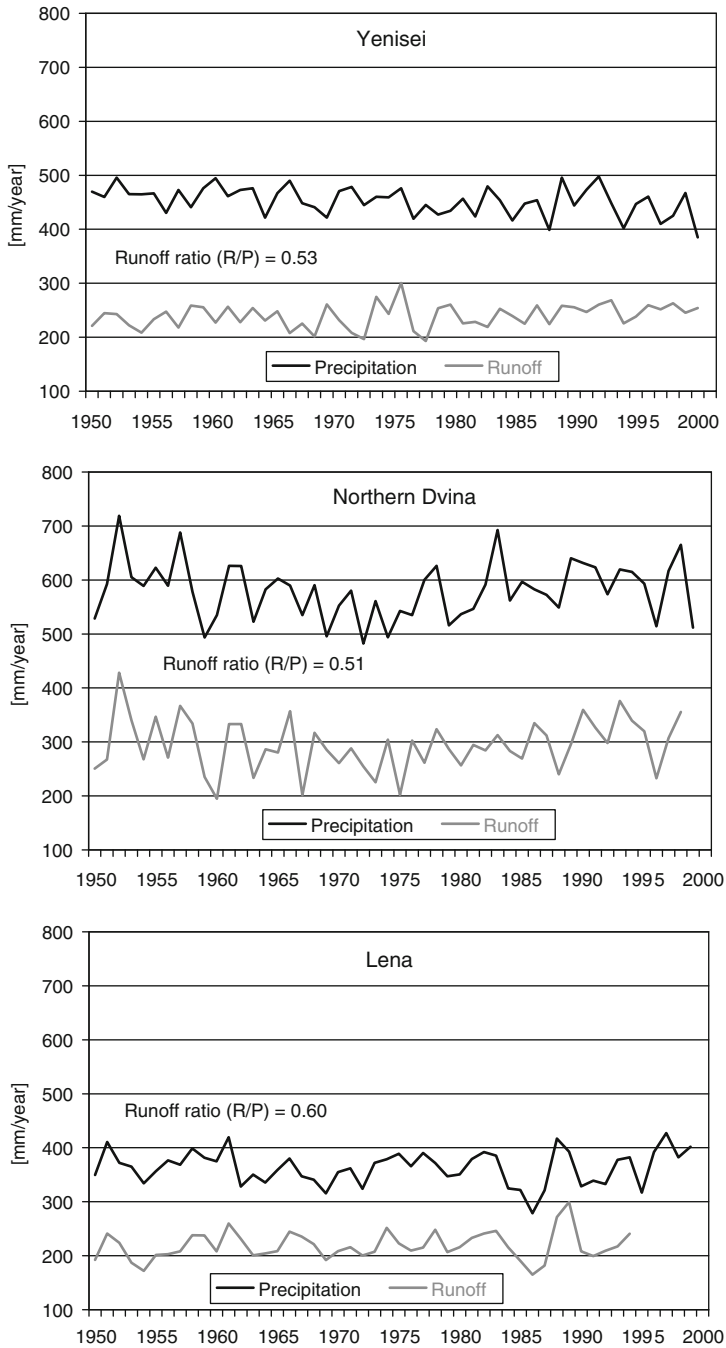 Yenisei
[mm/year]
800
700
600
500
400
300
200
100
Runoff ratio (R/P) = 0.53
Precipitation Runoff
1950 1955 1960 1965 1970 1975 1980 1985 1990 1995 2000
Northern Dvina
[mm/year]
800
700
600
500
400
300
200
100
Runoff ratio (R/P) = 0.51
Precipitation Runoff
1950 1955 1960 1965 1970 1975 1980 1985 1990 1995 2000
Lena
[mm/year]
800
700
600
500
400
300
200
100
Runoff ratio (R/P) = 0.60
Precipitation Runoff
1950 1955 1960 1965 1970 1975 1980 1985 1990 1995 2000